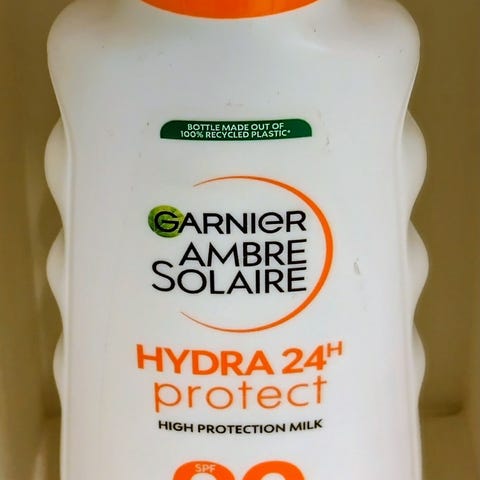 BOTTLE MADE OUT OF
100% RECYCLED PLASTIC*
GARNIER
AMBRE
SOLAIRE
HYDRA 24H
protect
HIGH PROTECTION MILK
SPF